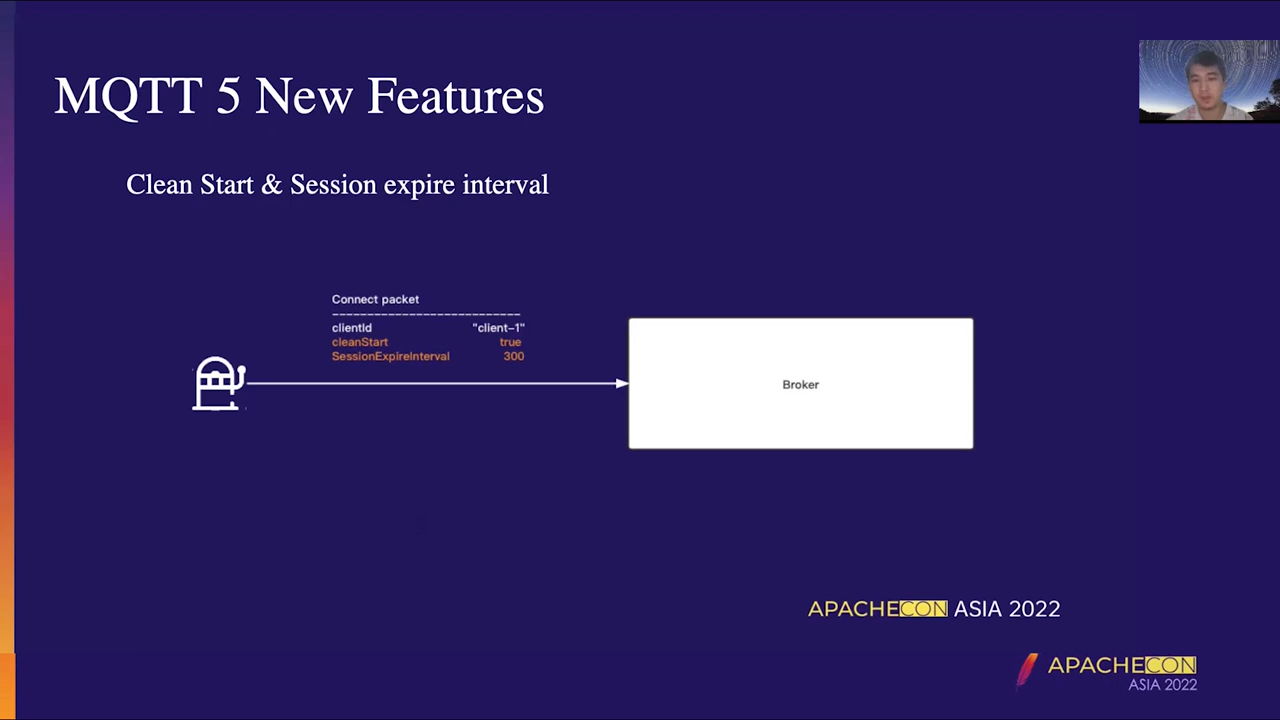 MQTT 5 New Features
Clean Start & Session expire interval
Connect packet
---------------------------
clientId "client-1"
cleanStart true
SessionExpireInterval 300
Broker
APACHECON ASIA 2022
APACHECON
ASIA 2022